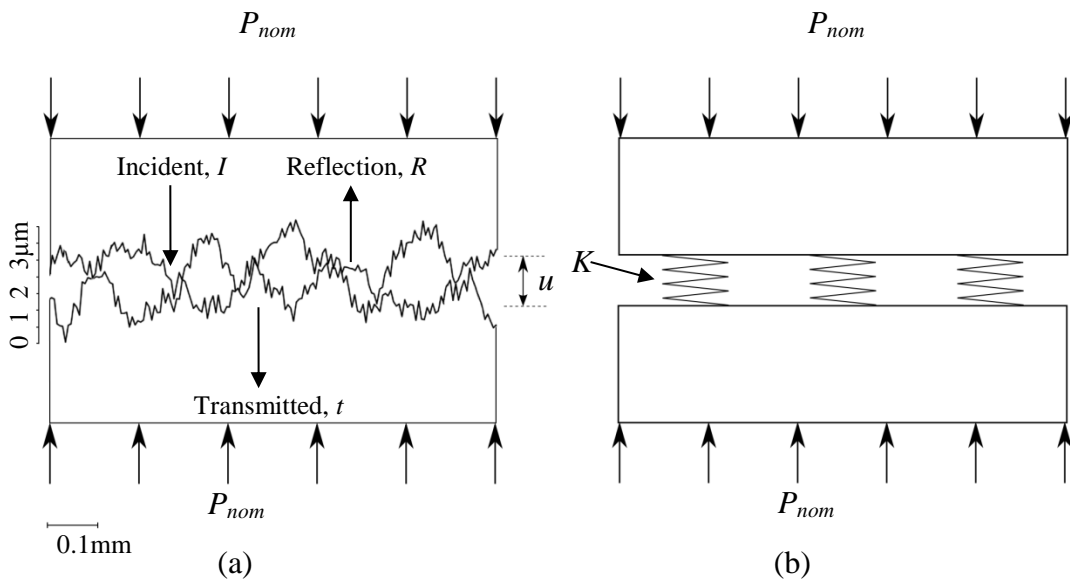 P_nom
P_nom
Incident, I
Reflection, R
0 1 2 3μm
u
K
Transmitted, t
P_nom
P_nom
0.1mm
(a)
(b)